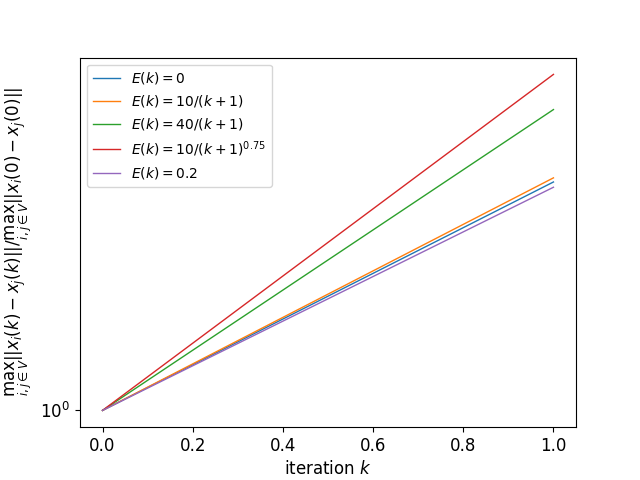 E(k) = 0
E(k) = 10/(k + 1)
E(k) = 40/(k + 1)
E(k) = 10/(k + 1)^{0.75}
E(k) = 0.2
max_{i,j∈V} ||x_i(k) − x_j(k)||/max_{i,j∈V} ||x_i(0) − x_j(0)||
10^0
0.0 0.2 0.4 0.6 0.8 1.0
iteration k